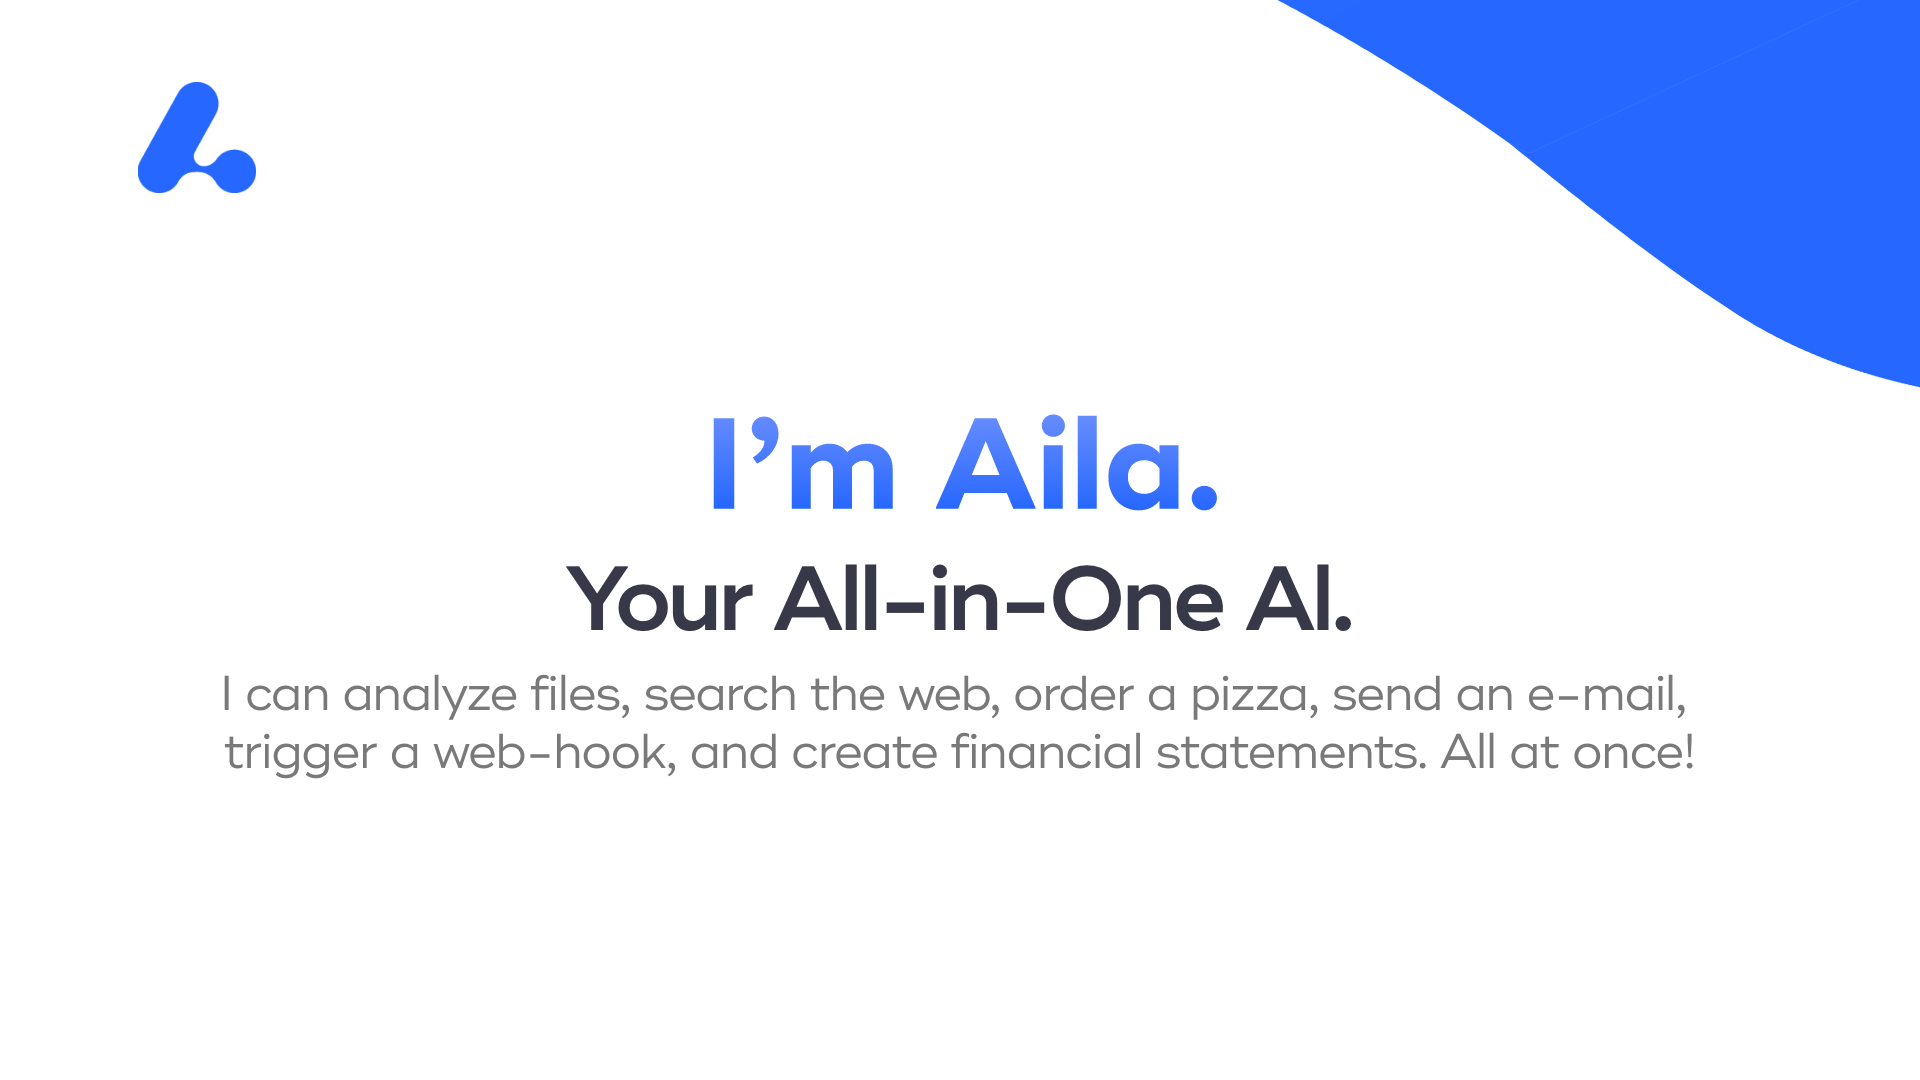 I’m Aila.
Your All-in-One AI.
I can analyze files, search the web, order a pizza, send an e-mail,
trigger a web-hook, and create financial statements. All at once!